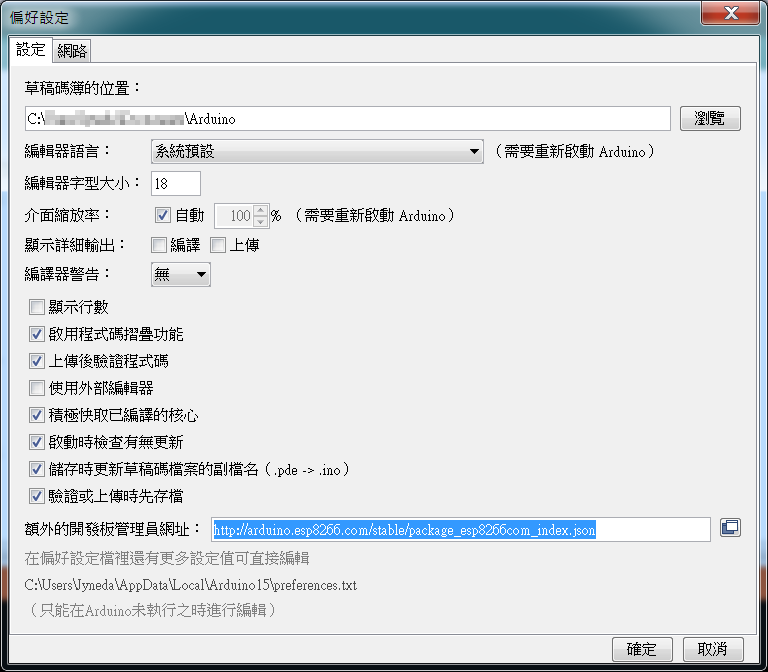 偏好設定
設定 網路
草稿碼簿的位置：
C:\ \Arduino 瀏覽
編輯器語言： 系統預設 （需要重新啟動 Arduino）
編輯器字型大小： 18
介面縮放率： 自動 100 % （需要重新啟動 Arduino）
顯示詳細輸出： 編譯 上傳
編譯器警告： 無
顯示行數
啟用程式碼摺疊功能
上傳後驗證程式碼
使用外部編輯器
積極快取已編譯的核心
啟動時檢查有無更新
儲存時更新草稿碼檔案的副檔名（.pde -> .ino）
驗證或上傳時先存檔
額外的開發板管理員網址： http://arduino.esp8266.com/stable/package_esp8266com_index.json
在偏好設定檔裡還有更多設定值可直接編輯
C:\Users\Jyneda\AppData\Local\Arduino15\preferences.txt
（只能在Arduino未執行之時進行編輯）
確定 取消